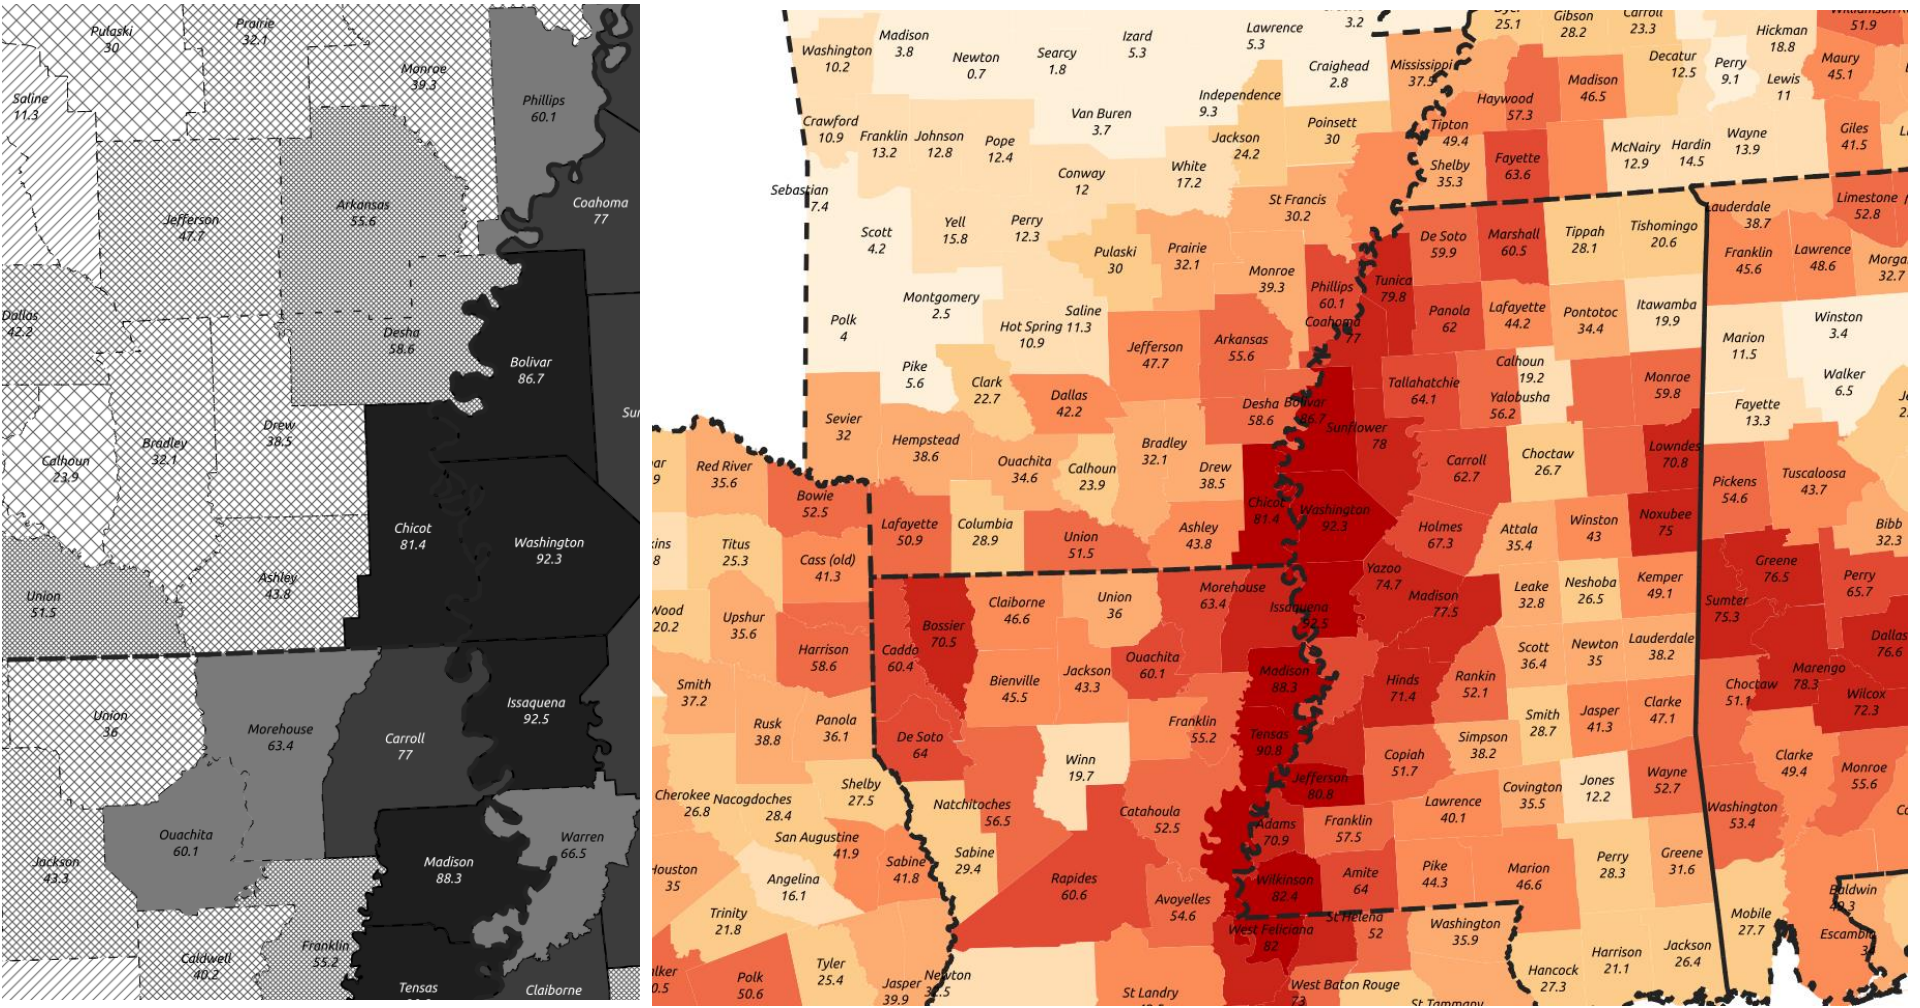 Pulaski
30
Prairie
32.1
Monroe
39.3
Saline
11.3
Phillips
60.1
Coahoma
77
Arkansas
55.6
Jefferson
47.7
Dallas
42.2
Desha
58.6
Bolivar
86.7
Sun
Calhoun
23.9
Bradley
32.1
Drew
38.5
Chicot
81.4
Washington
92.3
Union
51.5
Ashley
43.8
Union
36
Morehouse
63.4
Carroll
77
Issaquena
92.5
Jackson
43.3
Ouachita
60.1
Madison
88.3
Warren
66.5
Caldwell
40.2
Franklin
55.2
Tensas
Claiborne
Washington
10.2
Madison
3.8
Newton
0.7
Searcy
1.8
Izard
5.3
Lawrence
5.3
3.2
Craighead
2.8
Mississippi
37.5
25.1
Gibson
28.2
Carroll
23.3
Decatur
12.5
Perry
9.1
Hickman
18.8
Lewis
11
51.9
Maury
45.1
Crawford
10.9
Franklin
13.2
Johnson
12.8
Pope
12.4
Van Buren
3.7
Independence
9.3
Jackson
24.2
Poinsett
30
Haywood
57.3
Madison
46.5
Tipton
49.4
Shelby
35.3
Fayette
63.6
McNairy
12.9
Hardin
14.5
Wayne
13.9
Giles
41.5
Sebastian
7.4
Conway
12
White
17.2
St Francis
30.2
Scott
4.2
Yell
15.8
Perry
12.3
Pulaski
30
Prairie
32.1
Monroe
39.3
De Soto
59.9
Marshall
60.5
Tippah
28.1
Tishomingo
20.6
Lauderdale
38.7
Limestone
52.8
Franklin
45.6
Lawrence
48.6
Morga
32.7
Polk
4
Montgomery
2.5
Hot Spring
10.9
Saline
11.3
Phillips
60.1
Tunica
79.8
Coahoma
77
Panola
62
Lafayette
44.2
Pontotoc
34.4
Itawamba
19.9
Marion
11.5
Winston
3.4
Pike
5.6
Clark
22.7
Jefferson
47.7
Arkansas
55.6
Dallas
42.2
Tallahatchie
64.1
Calhoun
19.2
Yalobusha
56.2
Monroe
59.8
Walker
6.5
Fayette
13.3
Sevier
32
Hempstead
38.6
Desha
58.6
Bolivar
86.7
Sunflower
78
Lowndes
70.8
Red River
35.6
Bowie
52.5
Ouachita
34.6
Calhoun
23.9
Bradley
32.1
Drew
38.5
Carroll
62.7
Choctaw
26.7
Pickens
54.6
Tuscaloosa
43.7
Lafayette
50.9
Columbia
28.9
Union
51.5
Ashley
43.8
Chicot
81.4
Washington
92.3
Holmes
67.3
Attala
35.4
Winston
43
Noxubee
75
Bibb
32.3
Titus
25.3
Cass (old)
41.3
Yazoo
74.7
Madison
77.5
Leake
32.8
Neshoba
26.5
Kemper
49.1
Greene
76.5
Perry
65.7
20.2
Upshur
35.6
Bossier
70.5
Claiborne
46.6
Union
36
Morehouse
63.4
Issaquena
92.5
Sumter
75.3
Harrison
58.6
Caddo
60.4
Bienville
45.5
Jackson
43.3
Ouachita
60.1
Madison
88.3
Hinds
71.4
Rankin
52.1
Scott
36.4
Newton
35
Lauderdale
38.2
Dallas
76.6
Marengo
78.3
Choctaw
51.1
Wilcox
72.3
Smith
37.2
Rusk
38.8
Panola
36.1
De Soto
64
Franklin
55.2
Tensas
90.8
Smith
28.7
Jasper
41.3
Clarke
47.1
Winn
19.7
Copiah
51.7
Simpson
38.2
Clarke
49.4
Monroe
55.6
Cherokee
26.8
Nacogdoches
28.4
Shelby
27.5
Natchitoches
56.5
Catahoula
52.5
Jefferson
80.8
Lawrence
40.1
Covington
35.5
Jones
12.2
Wayne
52.7
Washington
53.4
San Augustine
41.9
Adams
70.9
Franklin
57.5
Houston
35
Angelina
16.1
Sabine
41.8
Sabine
29.4
Rapides
60.6
Avoyelles
54.6
Wilkinson
82.4
Amite
64
Pike
44.3
Marion
46.6
Perry
28.3
Greene
31.6
Baldwin
49.3
Trinity
21.8
West Feliciana
82
St Helena
52
Washington
35.9
Mobile
27.7
Polk
50.6
Tyler
25.4
Jasper
39.9
Newton
St Landry
West Baton Rouge
73
St Tammany
Hancock
27.3
Harrison
21.1
Jackson
26.4